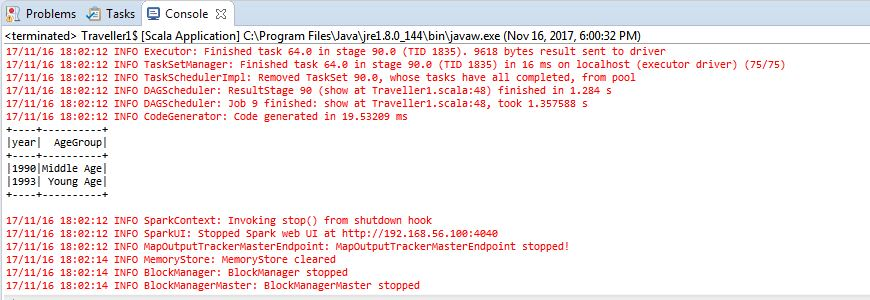 Problems Tasks Console
<terminated> Traveller1$ [Scala Application] C:\Program Files\Java\jre1.8.0_144\bin\javaw.exe (Nov 16, 2017, 6:00:32 PM)
17/11/16 18:02:12 INFO Executor: Finished task 64.0 in stage 90.0 (TID 1835). 9618 bytes result sent to driver
17/11/16 18:02:12 INFO TaskSetManager: Finished task 64.0 in stage 90.0 (TID 1835) in 16 ms on localhost (executor driver) (75/75)
17/11/16 18:02:12 INFO TaskSchedulerImpl: Removed TaskSet 90.0, whose tasks have all completed, from pool
17/11/16 18:02:12 INFO DAGScheduler: ResultStage 90 (show at Traveller1.scala:48) finished in 1.284 s
17/11/16 18:02:12 INFO DAGScheduler: Job 9 finished: show at Traveller1.scala:48, took 1.357588 s
17/11/16 18:02:12 INFO CodeGenerator: Code generated in 19.53209 ms
+----+----------+
|year|  AgeGroup|
+----+----------+
|1990|Middle Age|
|1993| Young Age|
+----+----------+
17/11/16 18:02:12 INFO SparkContext: Invoking stop() from shutdown hook
17/11/16 18:02:12 INFO SparkUI: Stopped Spark web UI at http://192.168.56.100:4040
17/11/16 18:02:12 INFO MapOutputTrackerMasterEndpoint: MapOutputTrackerMasterEndpoint stopped!
17/11/16 18:02:14 INFO MemoryStore: MemoryStore cleared
17/11/16 18:02:14 INFO BlockManager: BlockManager stopped
17/11/16 18:02:14 INFO BlockManagerMaster: BlockManagerMaster stopped